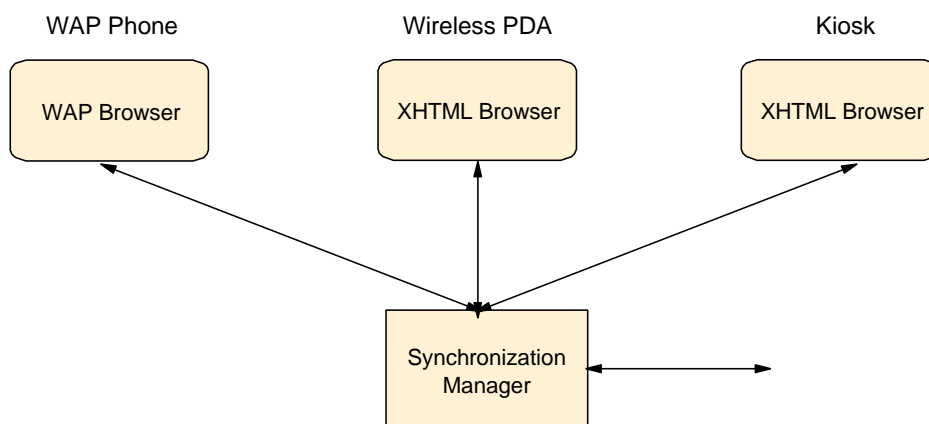 WAP Phone
Wireless PDA
Kiosk
WAP Browser
XHTML Browser
XHTML Browser
Synchronization
Manager